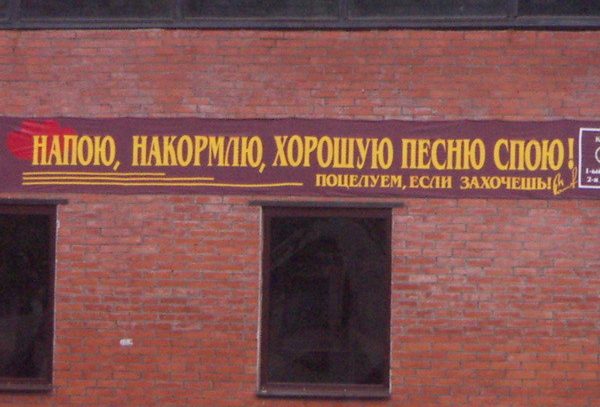 НАПОЮ, НАКОРМЛЮ, ХОРОШУЮ ПЕСНЮ СПОЮ!
ПОЦЕЛУЕМ, ЕСЛИ ЗАХОЧЕШЬ!